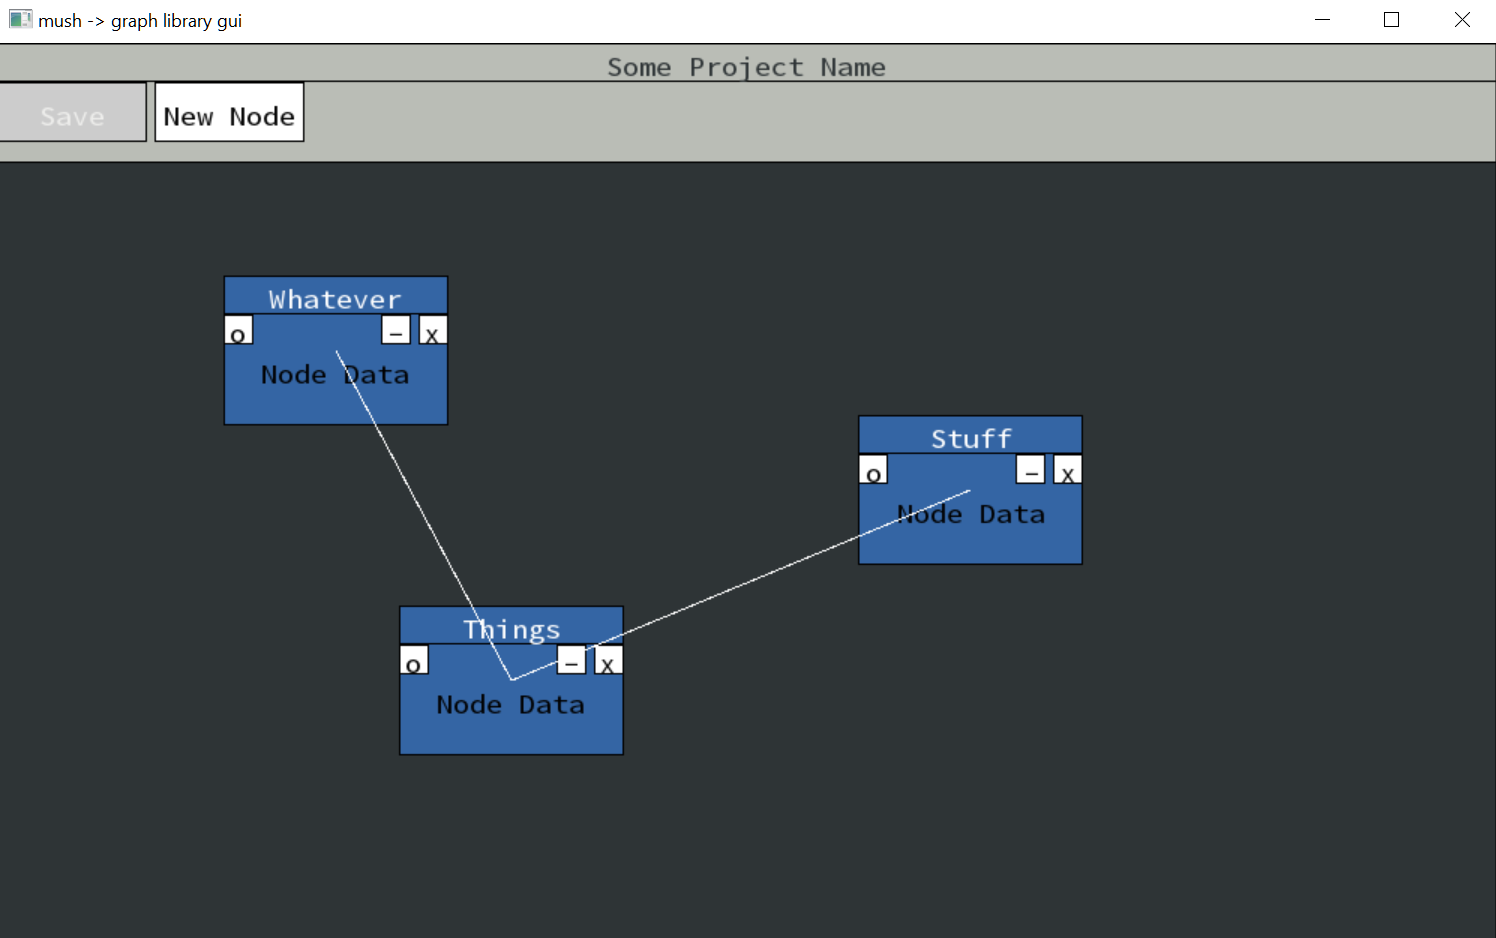 mush -> graph library gui
Some Project Name
Save New Node
Whatever
o – x
Node Data
Stuff
o – x
Node Data
Things
o – x
Node Data